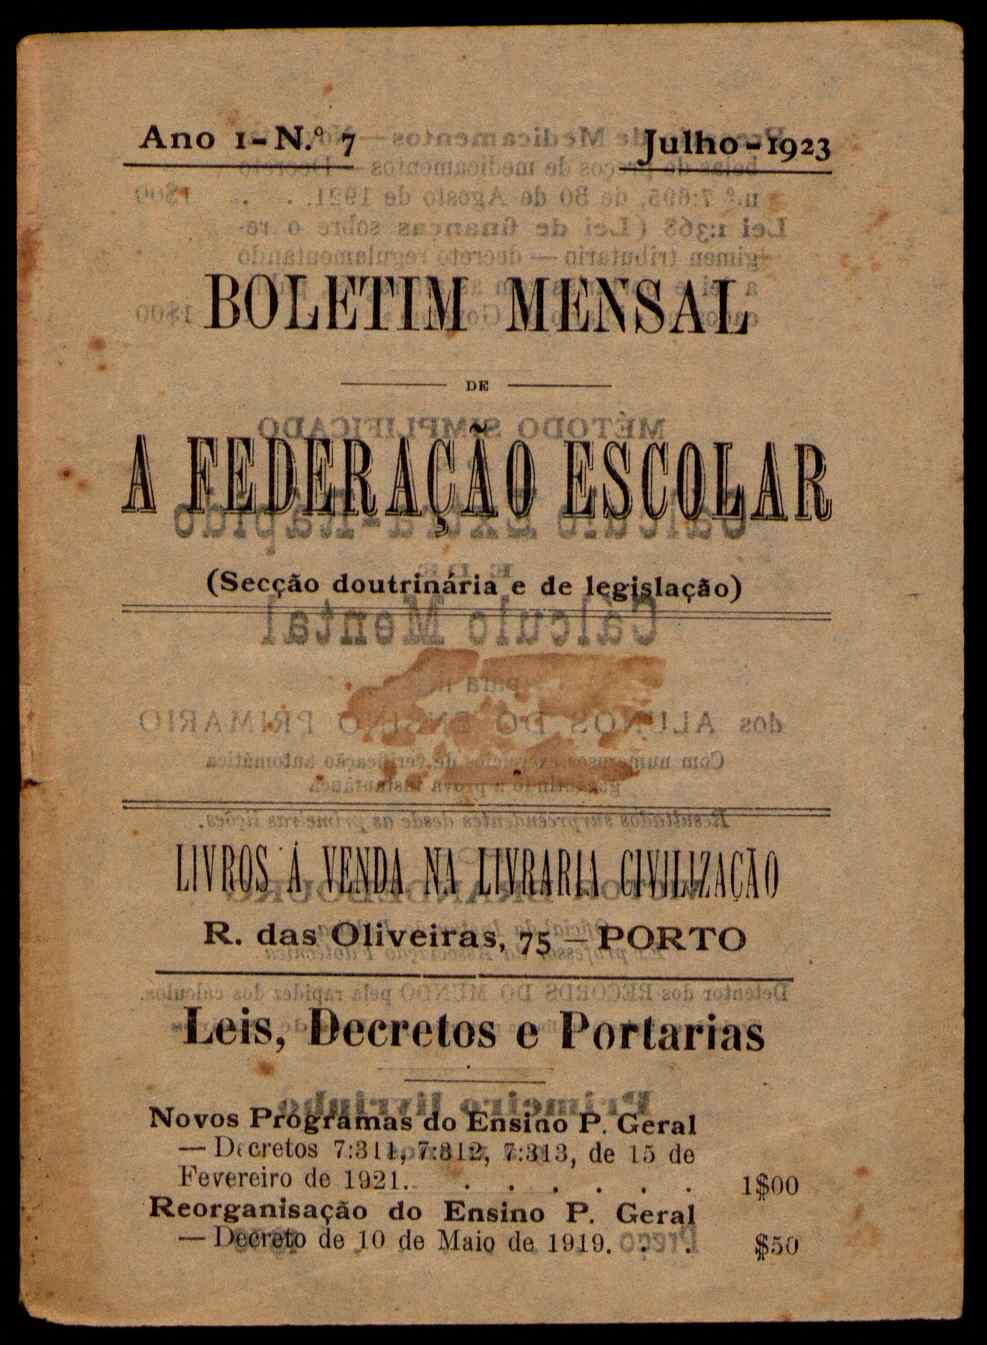 Ano 1-N.º 7
Julho-1923
BOLETIM MENSAL
DE
A FEDERAÇÃO ESCOLAR
(Secção doutrinária e de legislação)
LIVROS Á VENDA NA LIVRARIA CIVILIZAÇÃO
R. das Oliveiras, 75 — PORTO
Leis, Decretos e Portarias
Novos Programas do Ensino P. Geral
— Decretos 7:311, 7:312, 7:313, de 15 de
Fevereiro de 1921. . . . . . . . 1$00
Reorganisação do Ensino P. Geral
— Decreto de 10 de Maio de 1919. . . $50